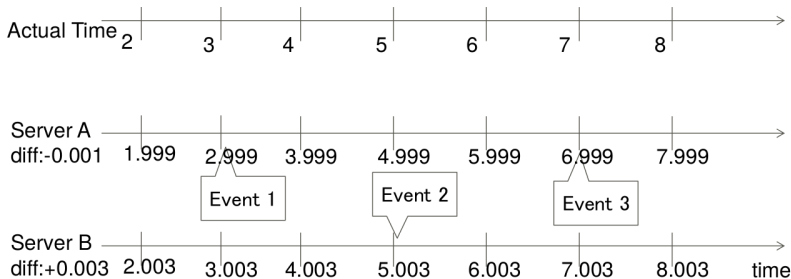 Actual Time
2 3 4 5 6 7 8
Server A
diff:-0.001 1.999 2.999 3.999 4.999 5.999 6.999 7.999
Event 1 Event 2 Event 3
Server B
diff:+0.003 2.003 3.003 4.003 5.003 6.003 7.003 8.003 time